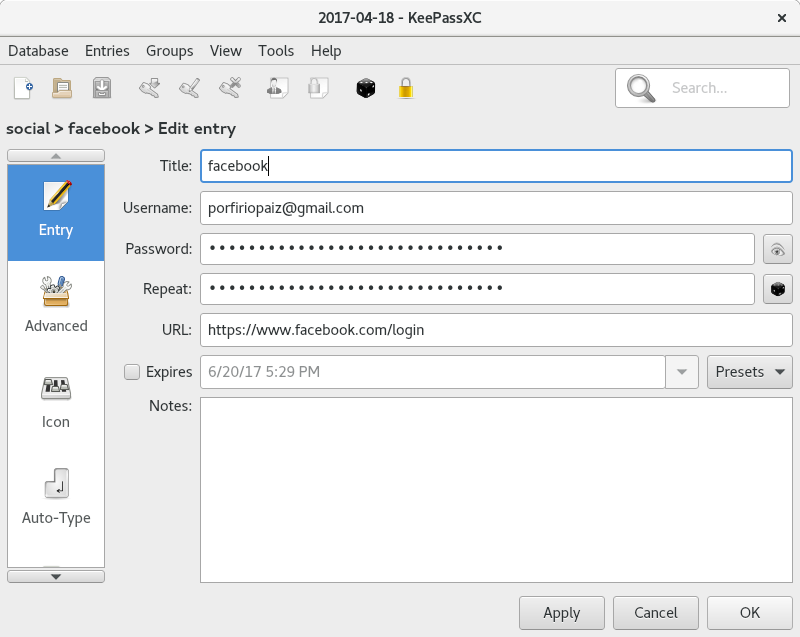 2017-04-18 - KeePassXC
Database Entries Groups View Tools Help
Search...
social > facebook > Edit entry
Title: facebook
Username: porfiriopaiz@gmail.com
Password: ••••••••••••••••••••••••••••••
Repeat: ••••••••••••••••••••••••••••••
URL: https://www.facebook.com/login
Expires 6/20/17 5:29 PM Presets
Notes:
Entry
Advanced
Icon
Auto-Type
Apply Cancel OK